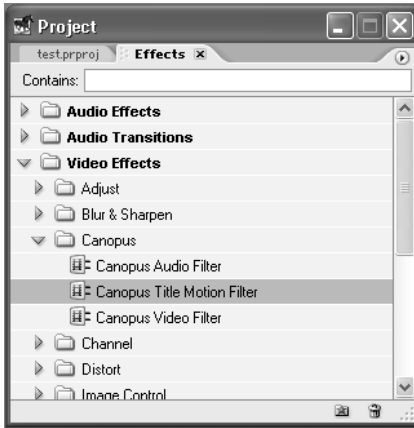 Project
test.prproj Effects
Contains:
Audio Effects
Audio Transitions
Video Effects
Adjust
Blur & Sharpen
Canopus
Canopus Audio Filter
Canopus Title Motion Filter
Canopus Video Filter
Channel
Distort
Image Control